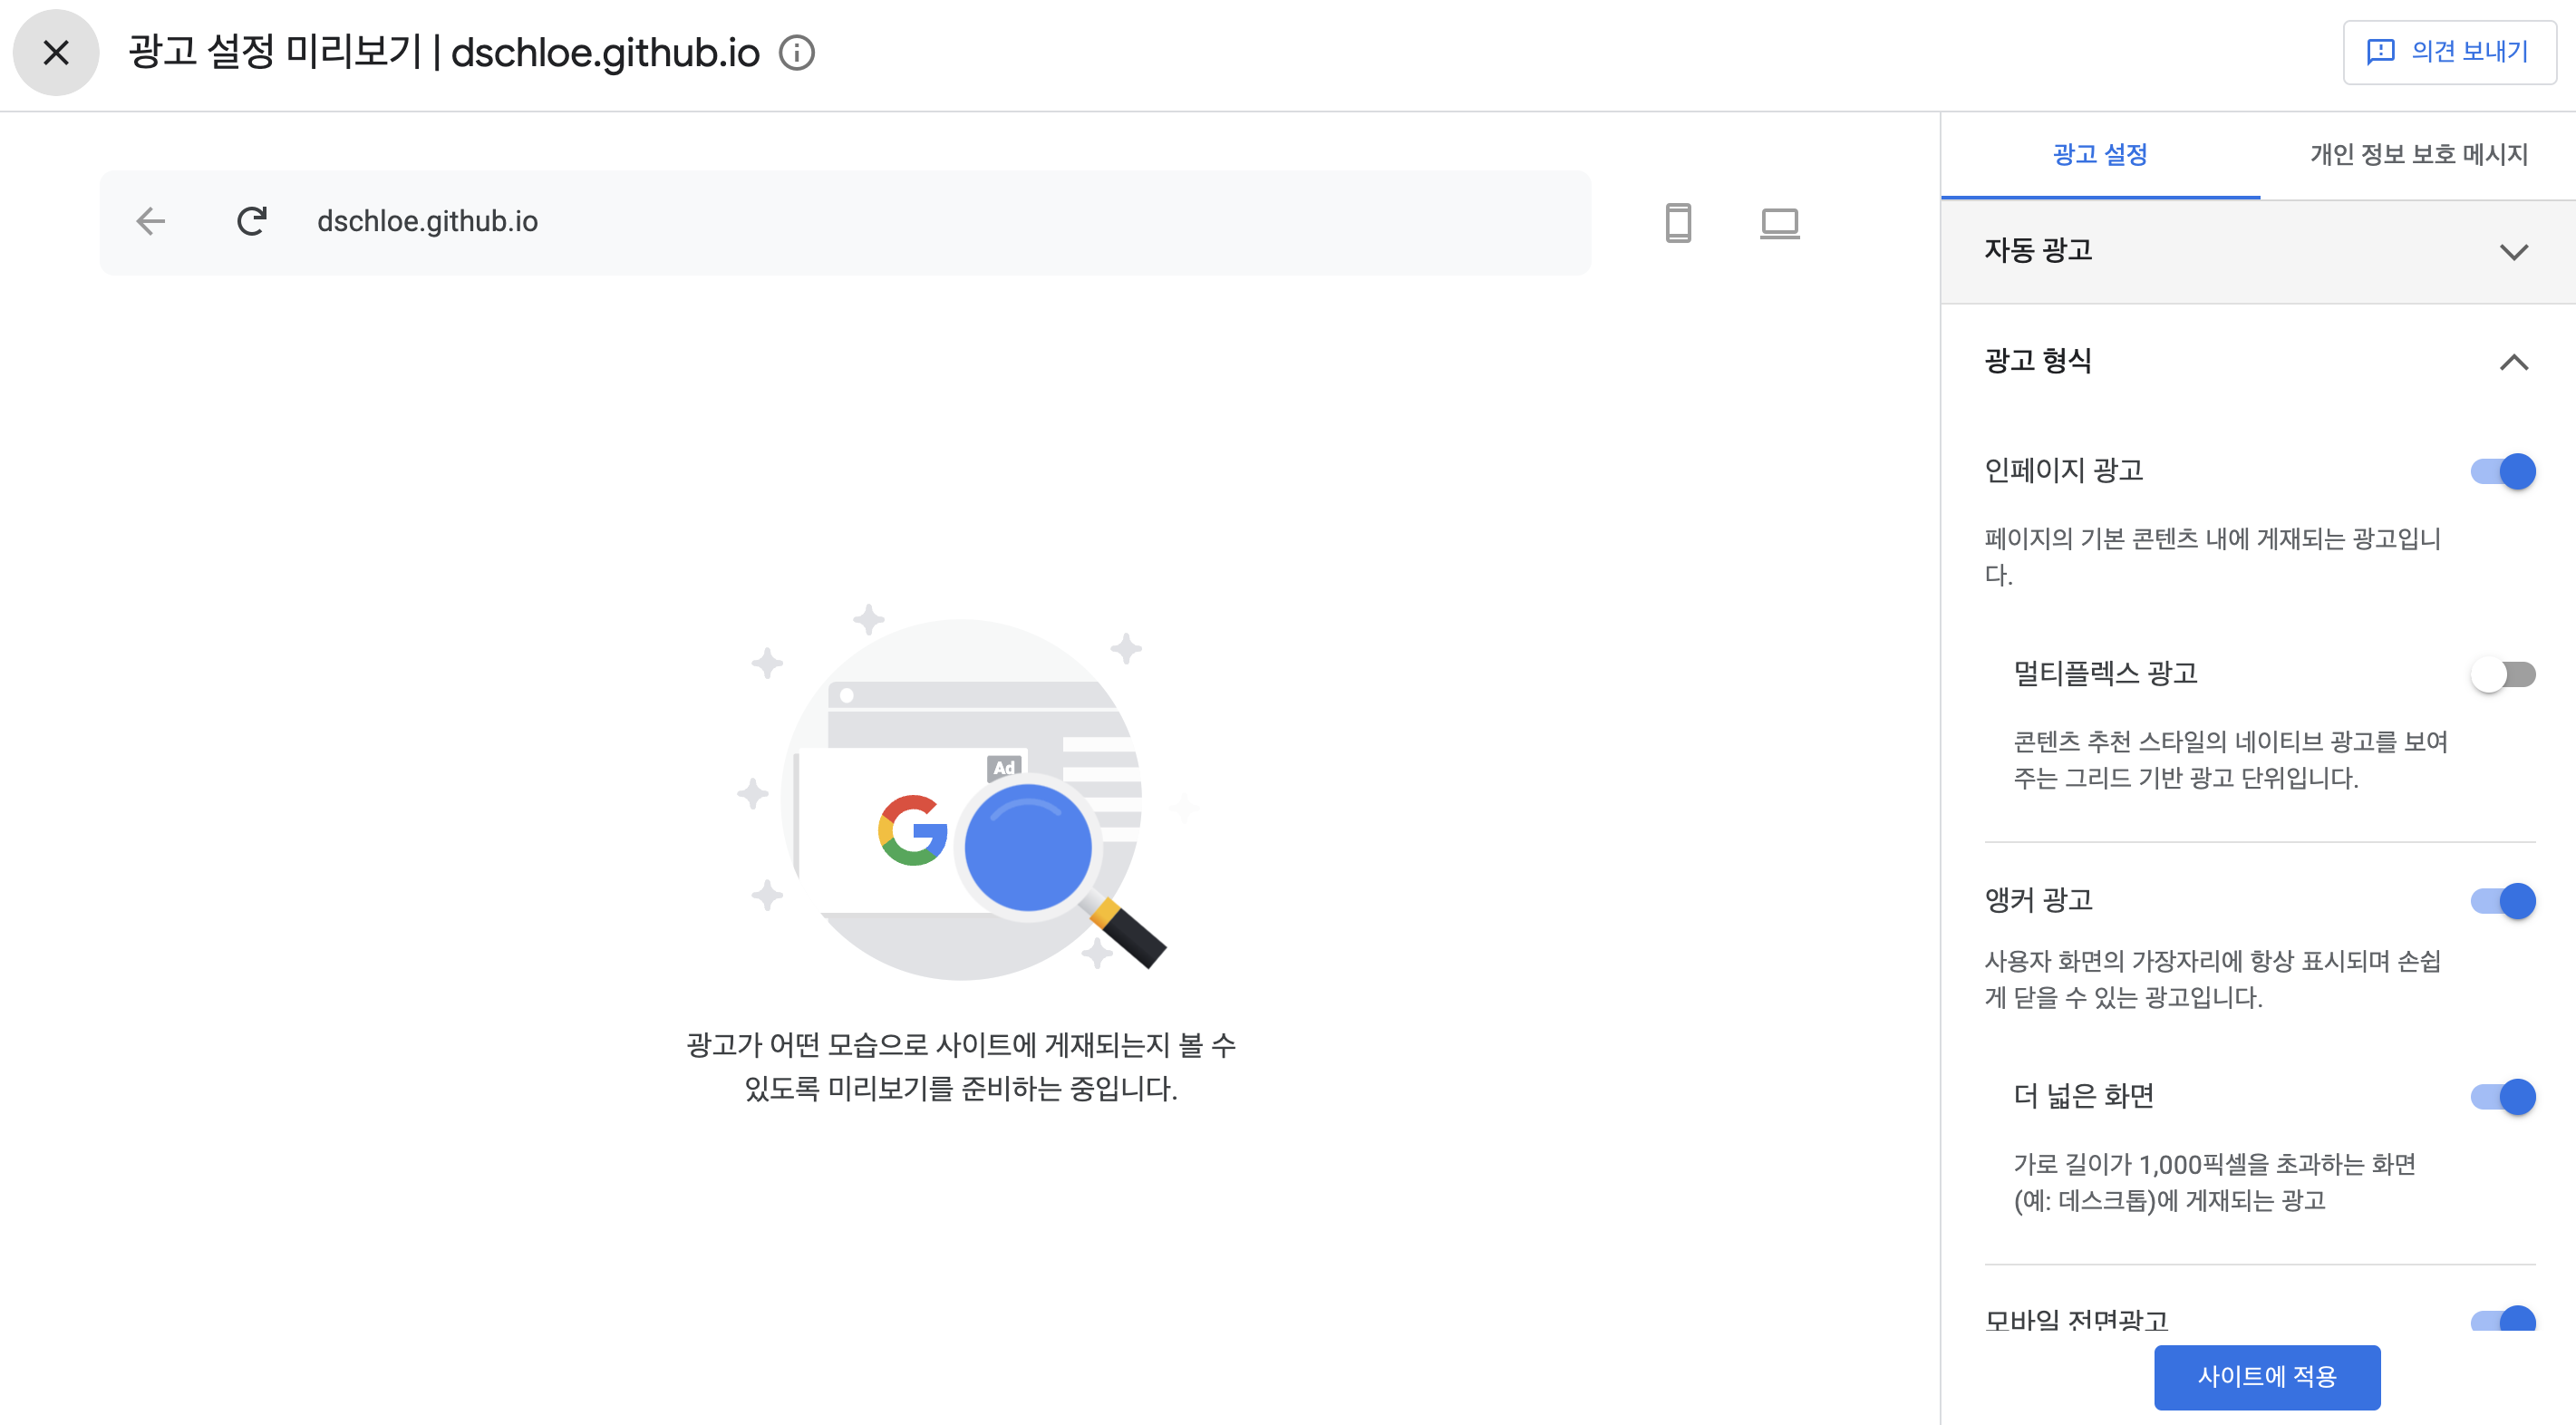 광고 설정 미리보기 | dschloe.github.io
의견 보내기
dschloe.github.io
Ad
광고가 어떤 모습으로 사이트에 게재되는지 볼 수
있도록 미리보기를 준비하는 중입니다.
광고 설정
개인 정보 보호 메시지
자동 광고
광고 형식
인페이지 광고
페이지의 기본 콘텐츠 내에 게재되는 광고입니
다.
멀티플렉스 광고
콘텐츠 추천 스타일의 네이티브 광고를 보여
주는 그리드 기반 광고 단위입니다.
앵커 광고
사용자 화면의 가장자리에 항상 표시되며 손쉽
게 닫을 수 있는 광고입니다.
더 넓은 화면
가로 길이가 1,000픽셀을 초과하는 화면
(예: 데스크톱)에 게재되는 광고
모바일 전면광고
사이트에 적용